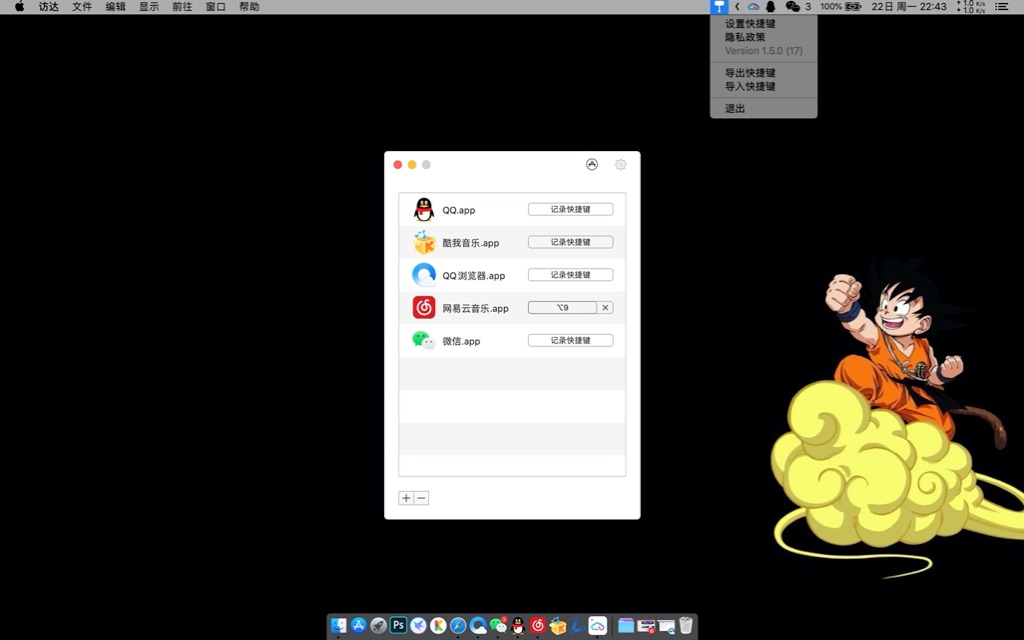 访达 文件 编辑 显示 前往 窗口 帮助
3 100% 22日 周一 22:43 1.0 K/s
1.0 K/s
设置快捷键
隐私政策
Version 1.5.0 (17)
导出快捷键
导入快捷键
退出
QQ.app 记录快捷键
酷我音乐.app 记录快捷键
QQ浏览器.app 记录快捷键
网易云音乐.app ⌥9 ×
微信.app 记录快捷键
+ −
Ps